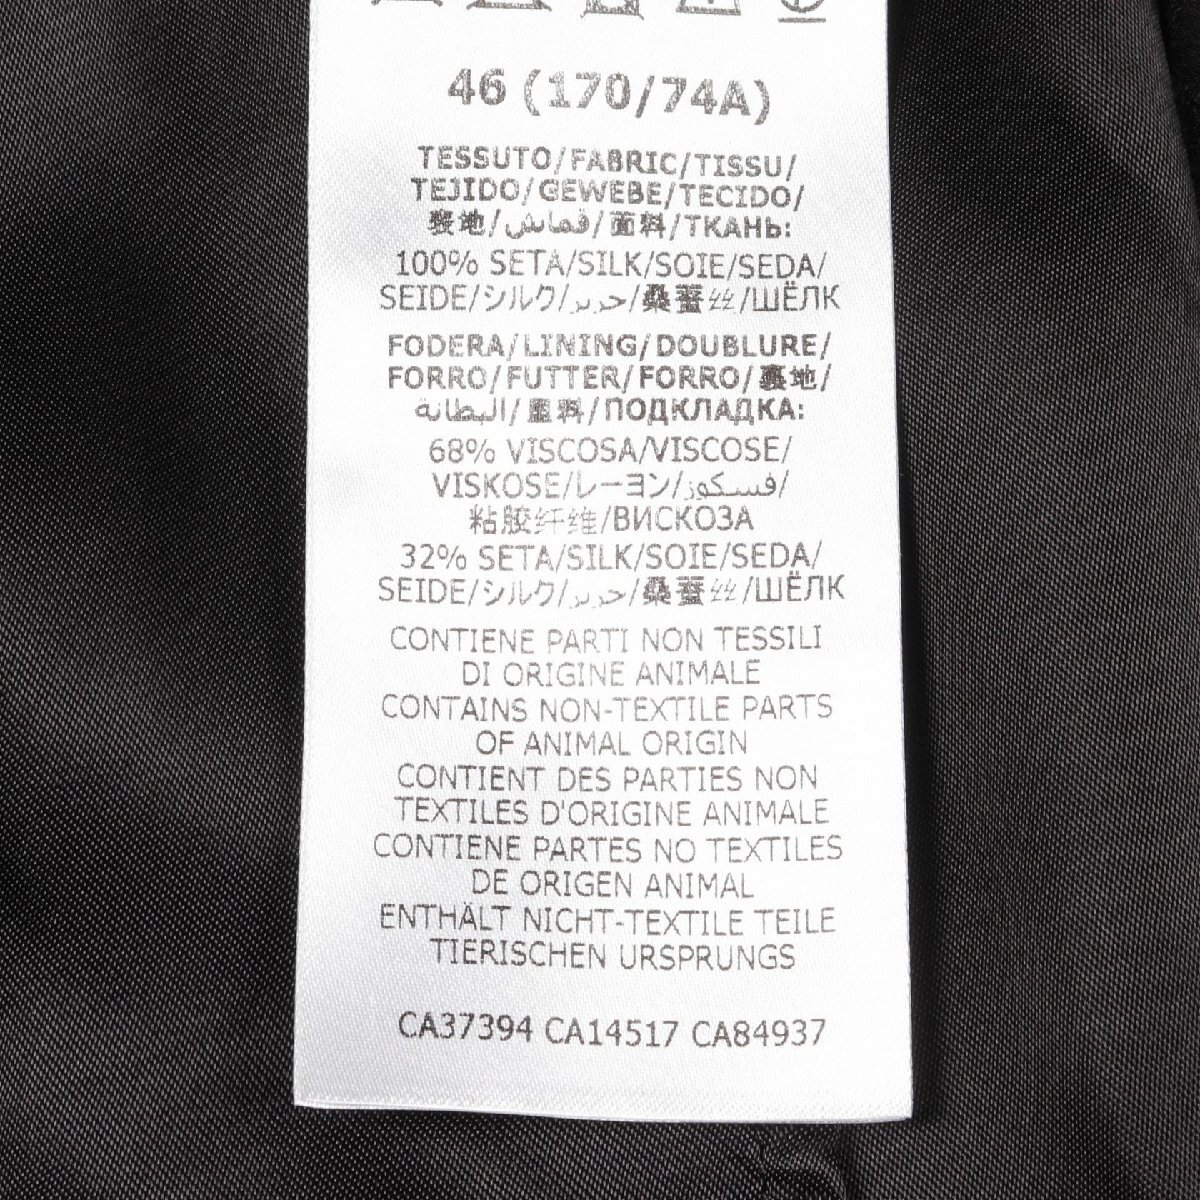 46 (170/74A)
TESSUTO/FABRIC/TISSU/
TEJIDO/GEWEBE/TECIDO/
表地/قماش/面料/ТКАНЬ:
100% SETA/SILK/SOIE/SEDA/
SEIDE/シルク/حرير/桑蚕丝/ШЁЛК
FODERA/LINING/DOUBLURE/
FORRO/FUTTER/FORRO/裏地/
البطانة/里料/ПОДКЛАДКА:
68% VISCOSA/VISCOSE/
VISKOSE/レーヨン/فسكوز/
粘胶纤维/ВИСКОЗА
32% SETA/SILK/SOIE/SEDA/
SEIDE/シルク/حرير/桑蚕丝/ШЁЛК
CONTIENE PARTI NON TESSILI
DI ORIGINE ANIMALE
CONTAINS NON-TEXTILE PARTS
OF ANIMAL ORIGIN
CONTIENT DES PARTIES NON
TEXTILES D'ORIGINE ANIMALE
CONTIENE PARTES NO TEXTILES
DE ORIGEN ANIMAL
ENTHÄLT NICHT-TEXTILE TEILE
TIERISCHEN URSPRUNGS
CA37394 CA14517 CA84937